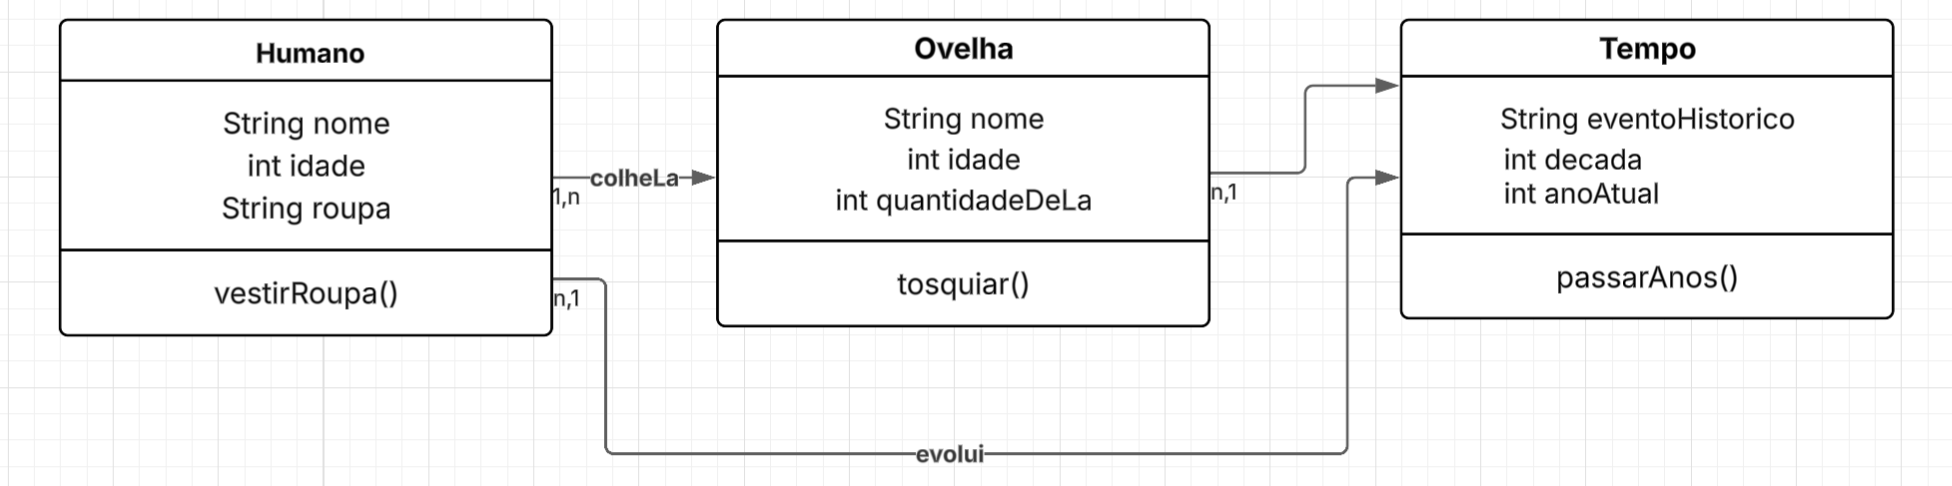 Humano
String nome
int idade
String roupa
vestirRoupa()
1,n
colheLa
n,1
evolui
Ovelha
String nome
int idade
int quantidadeDeLa
tosquiar()
n,1
Tempo
String eventoHistorico
int decada
int anoAtual
passarAnos()